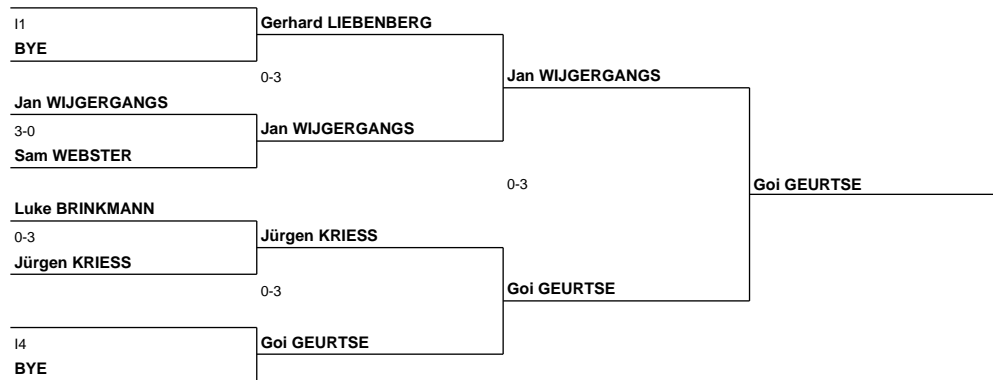 I1
BYE
Gerhard LIEBENBERG
0-3
Jan WIJGERGANGS
Jan WIJGERGANGS
3-0
Sam WEBSTER
Jan WIJGERGANGS
0-3
Goi GEURTSE
Luke BRINKMANN
0-3
Jürgen KRIESS
Jürgen KRIESS
0-3
Goi GEURTSE
I4
BYE
Goi GEURTSE